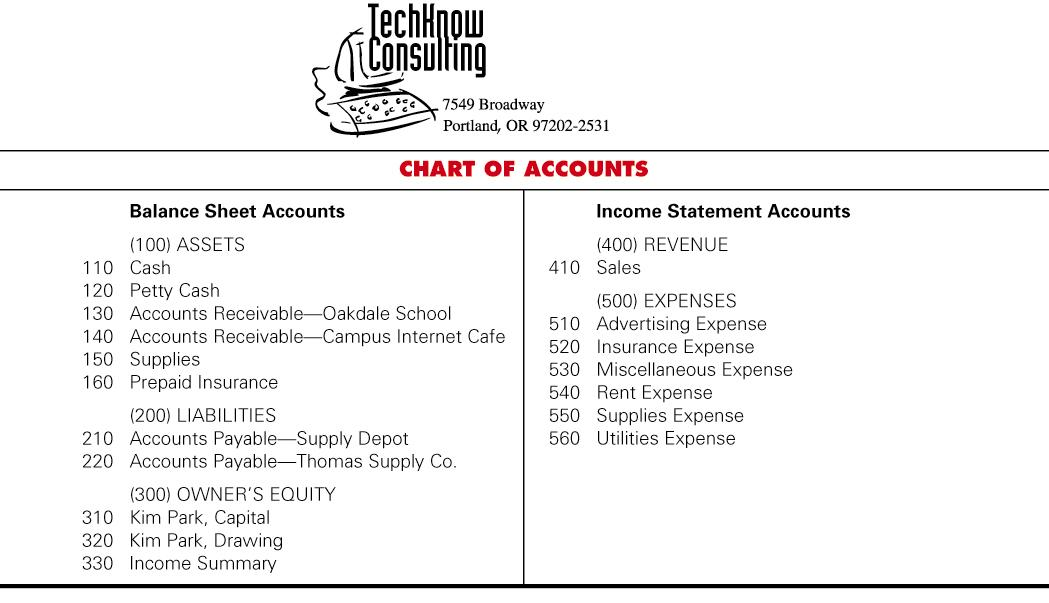 TechKnow
Consulting
7549 Broadway
Portland, OR 97202-2531
CHART OF ACCOUNTS
Balance Sheet Accounts
(100) ASSETS
110 Cash
120 Petty Cash
130 Accounts Receivable—Oakdale School
140 Accounts Receivable—Campus Internet Cafe
150 Supplies
160 Prepaid Insurance
(200) LIABILITIES
210 Accounts Payable—Supply Depot
220 Accounts Payable—Thomas Supply Co.
(300) OWNER'S EQUITY
310 Kim Park, Capital
320 Kim Park, Drawing
330 Income Summary
Income Statement Accounts
(400) REVENUE
410 Sales
(500) EXPENSES
510 Advertising Expense
520 Insurance Expense
530 Miscellaneous Expense
540 Rent Expense
550 Supplies Expense
560 Utilities Expense